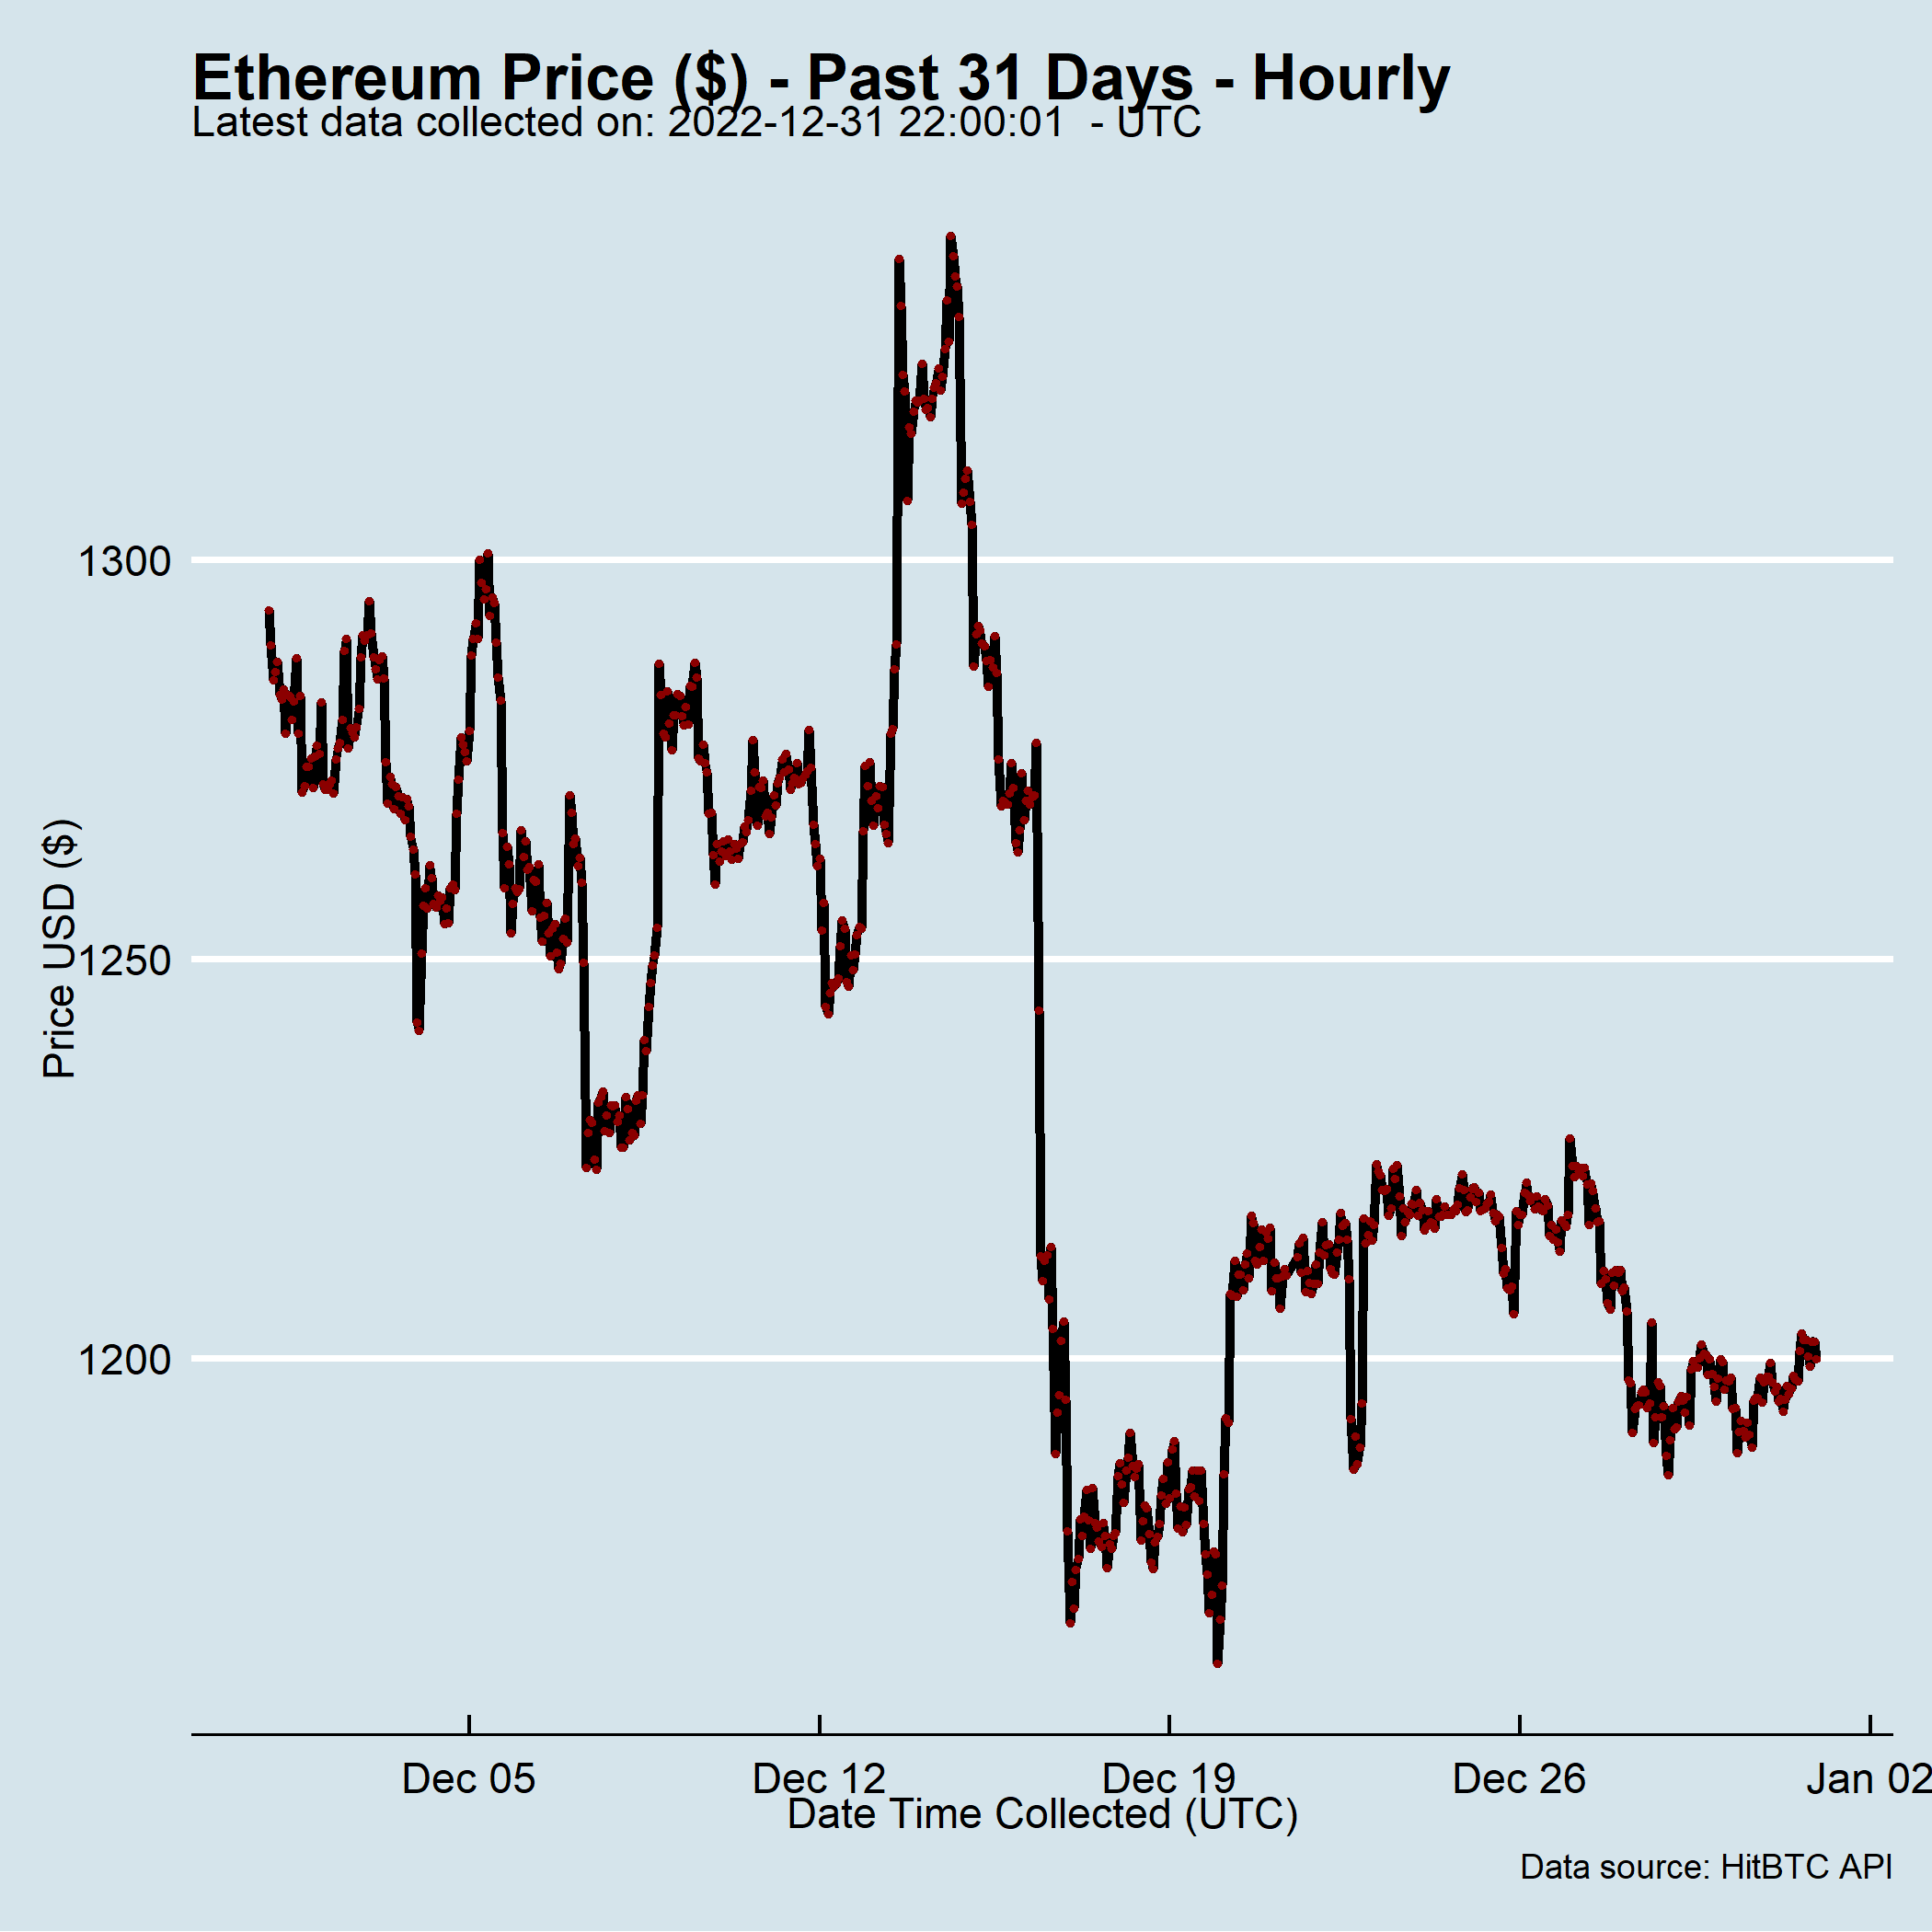 Ethereum Price ($) - Past 31 Days - Hourly
Latest data collected on: 2022-12-31 22:00:01  - UTC
Price USD ($)
1300
1250
1200
Dec 05
Dec 12
Dec 19
Dec 26
Jan 02
Date Time Collected (UTC)
Data source: HitBTC API